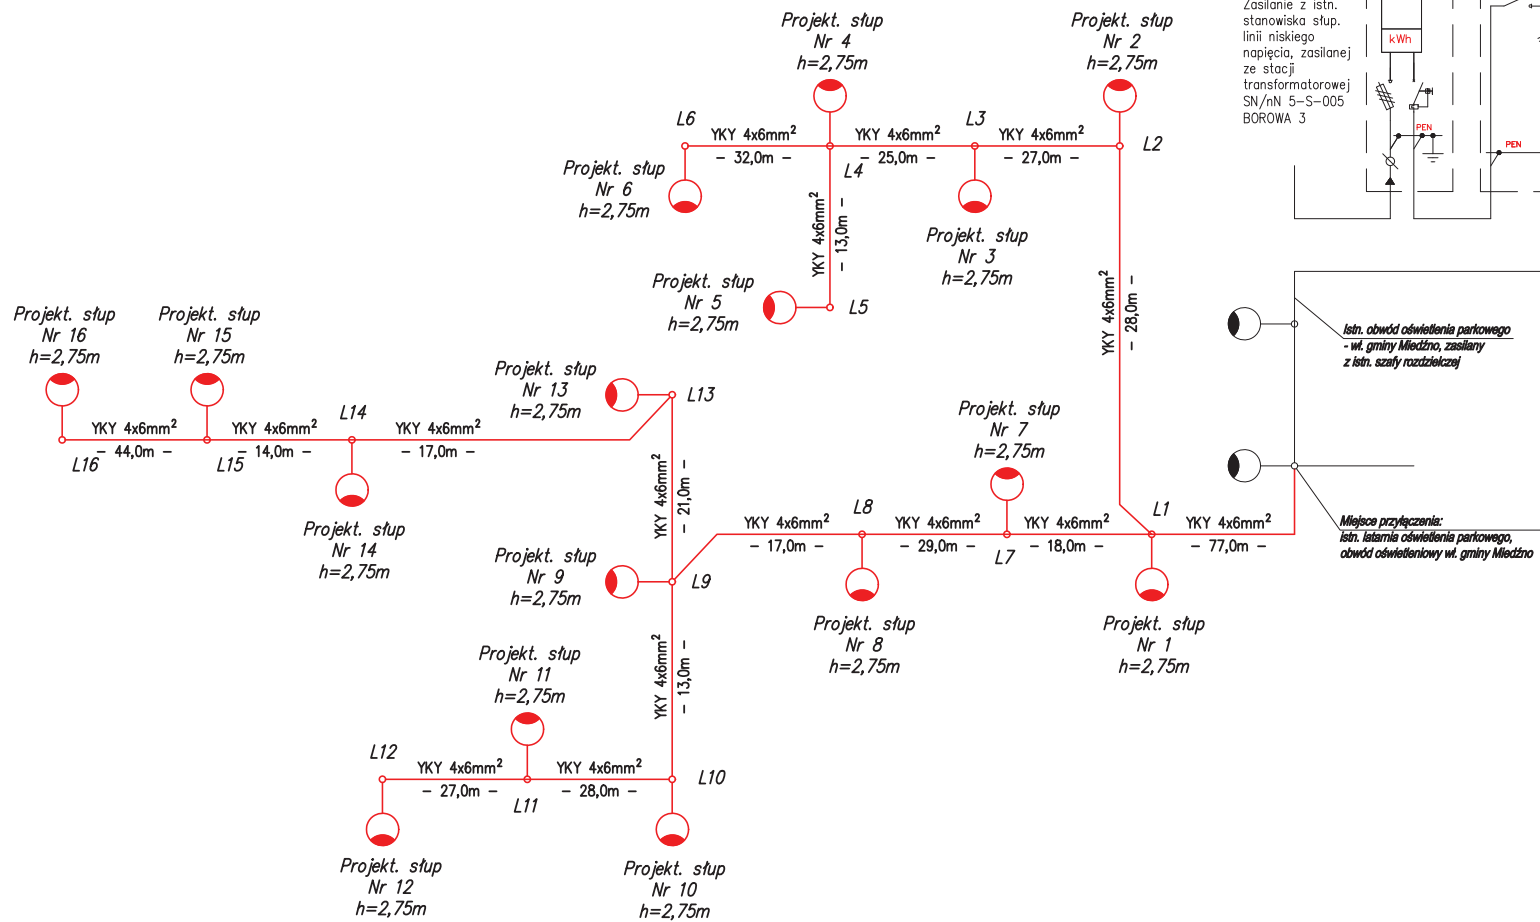 Projekt. słup
Nr 4
h=2,75m
Projekt. słup
Nr 2
h=2,75m
Zasilanie z istn.
stanowiska słup.
linii niskiego
napięcia, zasilanej
ze stacji
transformatorowej
SN/nN 5-S-005
BOROWA 3
kWh
PEN
PEN
L6
YKY 4x6mm²
- 32,0m -
L4
YKY 4x6mm²
- 25,0m -
L3
YKY 4x6mm²
- 27,0m -
L2
Projekt. słup
Nr 6
h=2,75m
YKY 4x6mm²
- 13,0m -
Projekt. słup
Nr 3
h=2,75m
Projekt. słup
Nr 5
h=2,75m
L5
YKY 4x6mm²
- 28,0m -
Istn. obwód oświetlenia parkowego
- wł. gminy Miedźno, zasilany
z istn. szafy rozdzielczej
Projekt. słup
Nr 16
h=2,75m
Projekt. słup
Nr 15
h=2,75m
Projekt. słup
Nr 13
h=2,75m
L13
L16
YKY 4x6mm²
- 44,0m -
L15
YKY 4x6mm²
- 14,0m -
L14
YKY 4x6mm²
- 17,0m -
Projekt. słup
Nr 14
h=2,75m
YKY 4x6mm²
- 21,0m -
Projekt. słup
Nr 7
h=2,75m
YKY 4x6mm²
- 17,0m -
L8
YKY 4x6mm²
- 29,0m -
L7
YKY 4x6mm²
- 18,0m -
L1
YKY 4x6mm²
- 77,0m -
Miejsce przyłączenia:
istn. latarnia oświetlenia parkowego,
obwód oświetleniowy wł. gminy Miedźno
Projekt. słup
Nr 9
h=2,75m
L9
Projekt. słup
Nr 8
h=2,75m
Projekt. słup
Nr 1
h=2,75m
YKY 4x6mm²
- 13,0m -
Projekt. słup
Nr 11
h=2,75m
L12
YKY 4x6mm²
- 27,0m -
L11
YKY 4x6mm²
- 28,0m -
L10
Projekt. słup
Nr 12
h=2,75m
Projekt. słup
Nr 10
h=2,75m